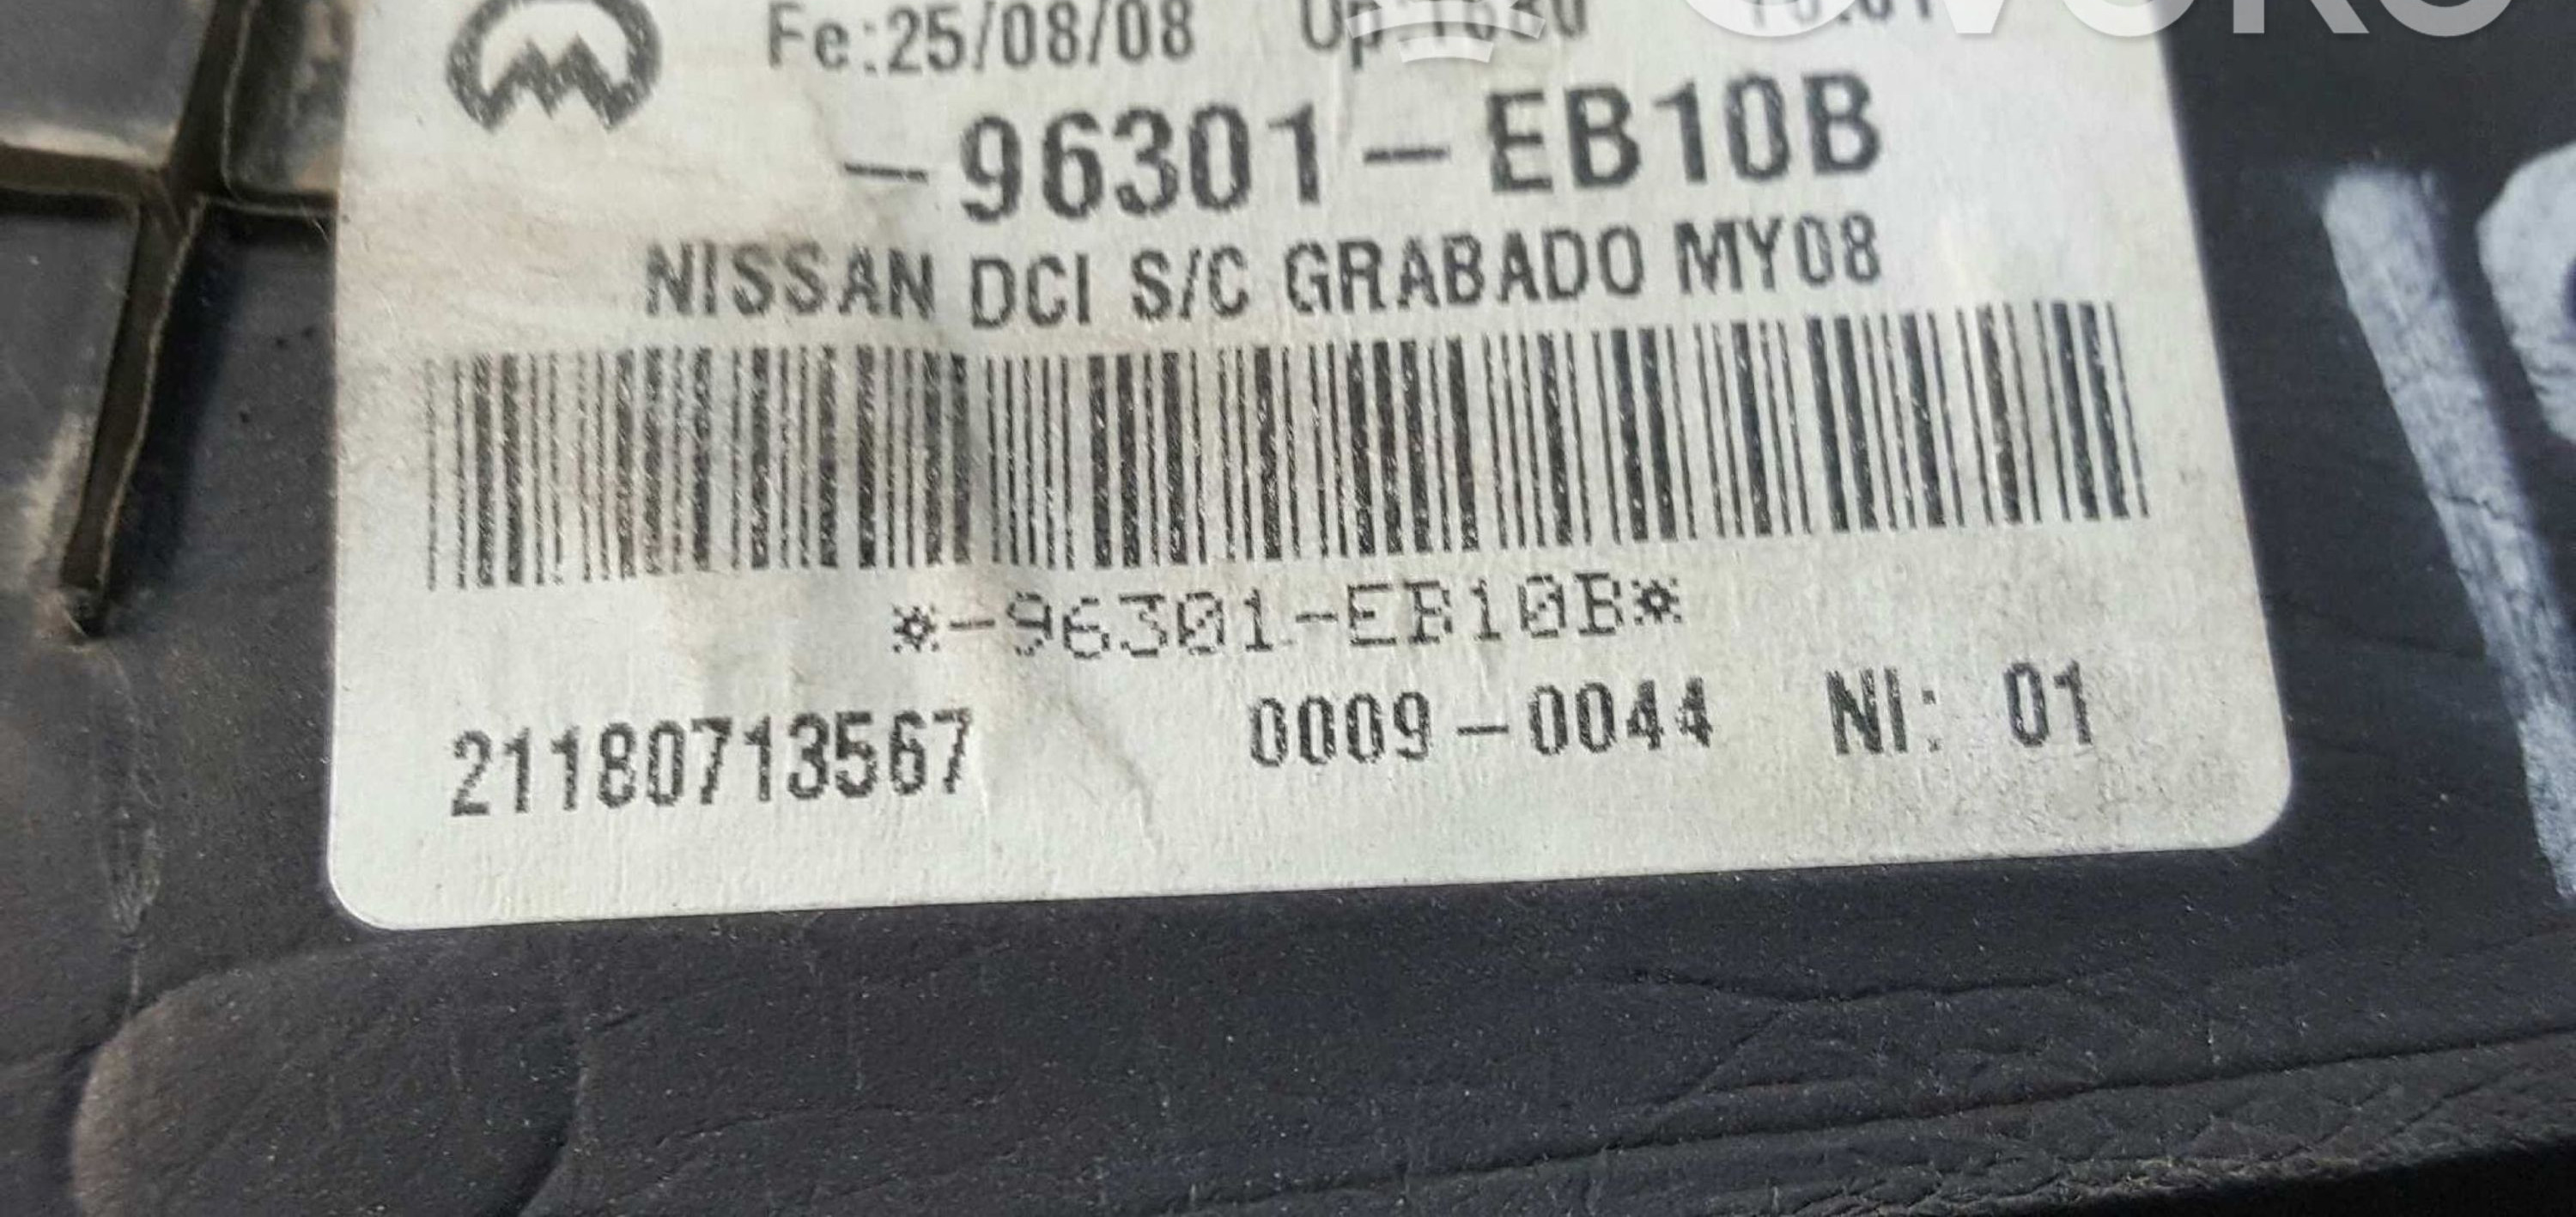 Fe:25/08/08
-96301-EB10B
NISSAN DCI S/C GRABADO MY08
*-96301-EB10B*
21180713567 0009-0044 NI: 01